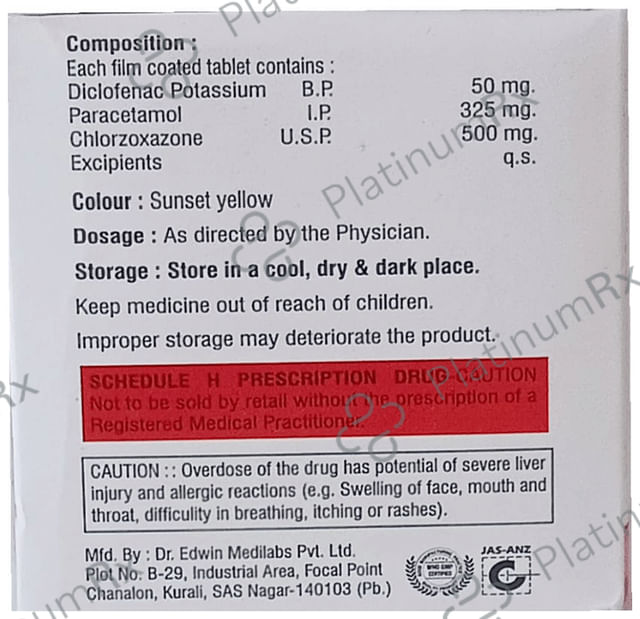 Composition :
Each film coated tablet contains :
Diclofenac Potassium B.P. 50 mg.
Paracetamol I.P. 325 mg.
Chlorzoxazone U.S.P. 500 mg.
Excipients q.s.
Colour : Sunset yellow
Dosage : As directed by the Physician.
Storage : Store in a cool, dry & dark place.
Keep medicine out of reach of children.
Improper storage may deteriorate the product.
SCHEDULE H PRESCRIPTION DRUG-CAUTION
Not to be sold by retail without the prescription of a
Registered Medical Practitioner.
CAUTION :: Overdose of the drug has potential of severe liver
injury and allergic reactions (e.g. Swelling of face, mouth and
throat, difficulity in breathing, itching or rashes).
Mfd. By : Dr. Edwin Medilabs Pvt. Ltd.
Plot No. B-29, Industrial Area, Focal Point
Chanalon, Kurali, SAS Nagar-140103 (Pb.)
WHO GMP
CERTIFIED
JAS-ANZ
PlatinumRx
PlatinumRx